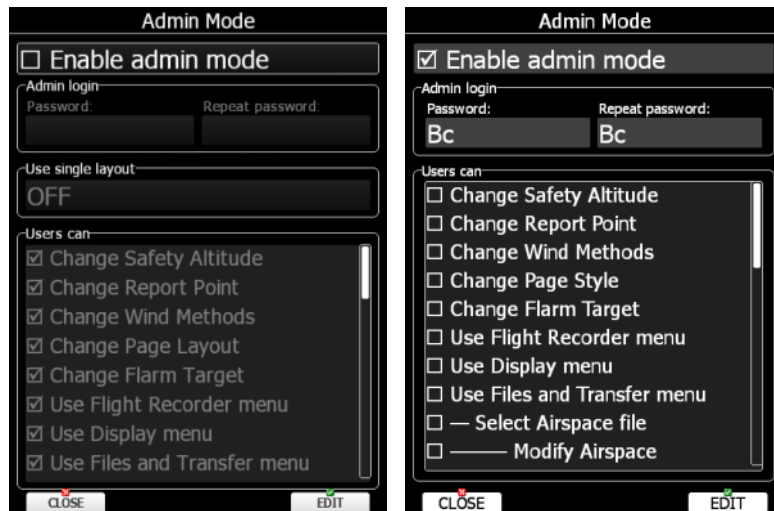 Admin Mode
Enable admin mode
Admin login
Password: Repeat password:
Use single layout
OFF
Users can
Change Safety Altitude
Change Report Point
Change Wind Methods
Change Page Layout
Change Flarm Target
Use Flight Recorder menu
Use Display menu
Use Files and Transfer menu
CLOSE EDIT
Admin Mode
Enable admin mode
Admin login
Password: Repeat password:
Bc Bc
Users can
Change Safety Altitude
Change Report Point
Change Wind Methods
Change Page Style
Change Flarm Target
Use Flight Recorder menu
Use Display menu
Use Files and Transfer menu
— Select Airspace file
——— Modify Airspace
CLOSE EDIT